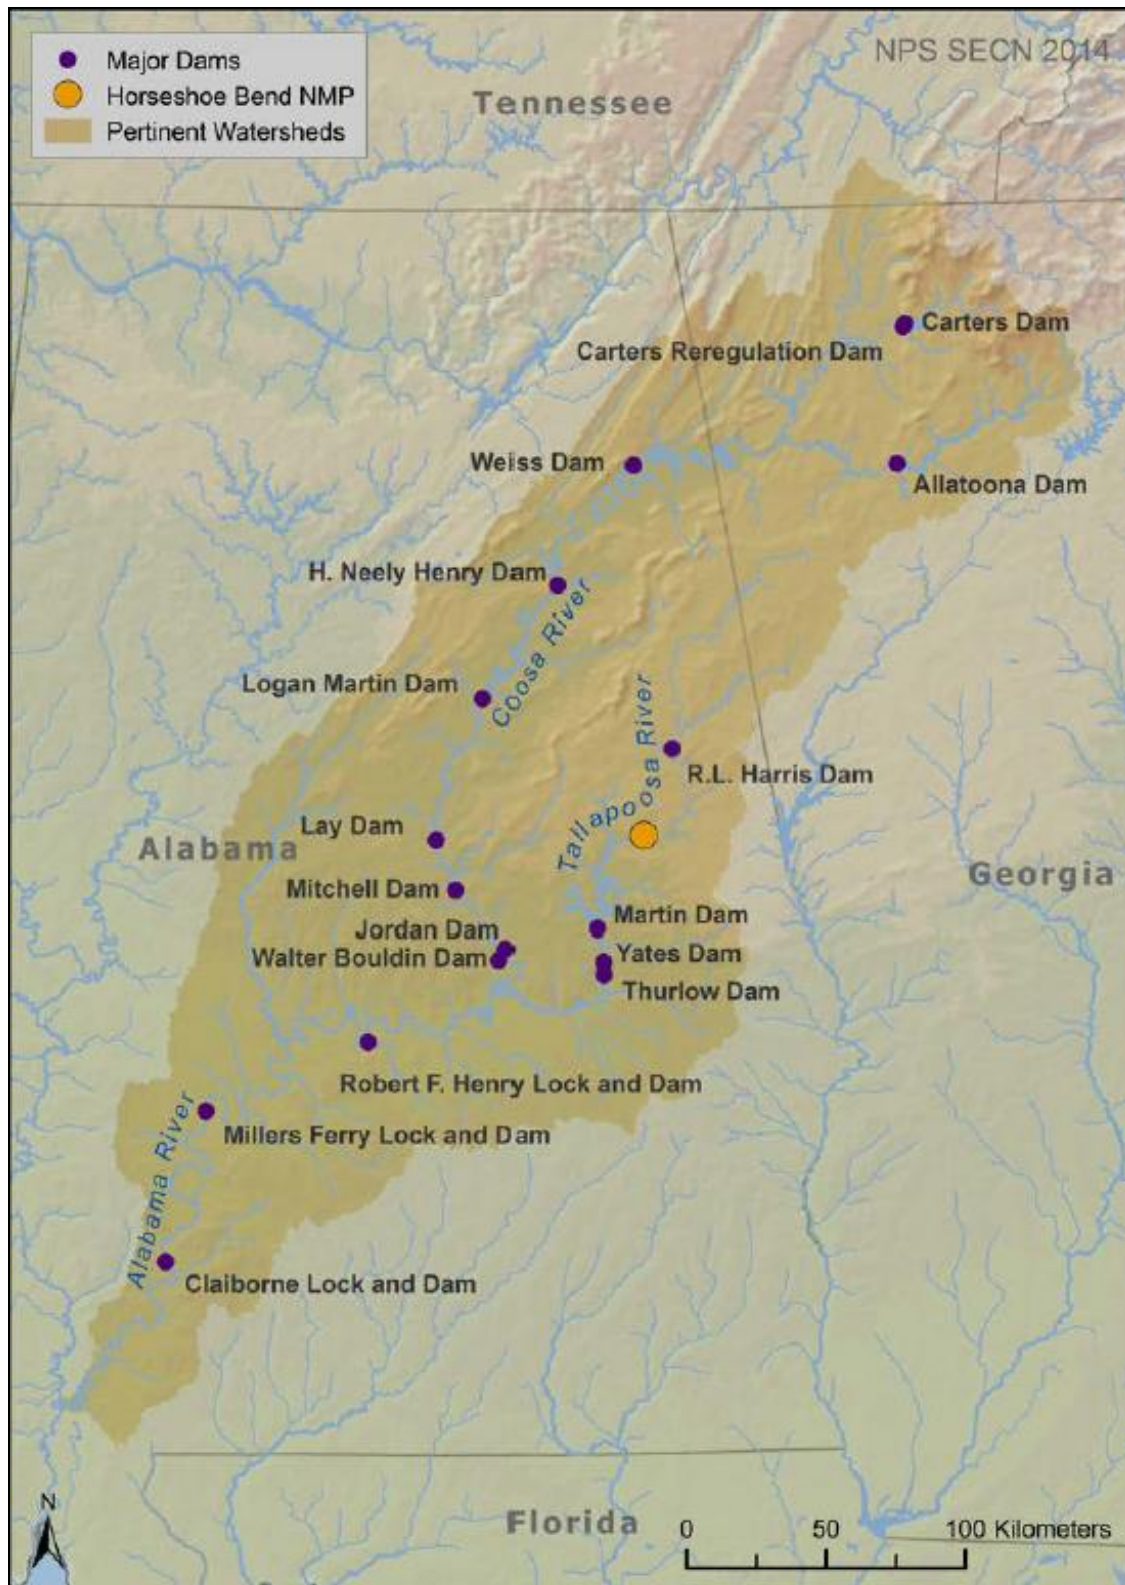 NPS SECN 2014
Major Dams
Horseshoe Bend NMP
Pertinent Watersheds
Tennessee
Carters Dam
Carters Reregulation Dam
Weiss Dam
Allatoona Dam
H. Neely Henry Dam
Coosa River
Logan Martin Dam
Tallapoosa River
R.L. Harris Dam
Lay Dam
Alabama
Georgia
Mitchell Dam
Martin Dam
Jordan Dam
Yates Dam
Walter Bouldin Dam
Thurlow Dam
Robert F. Henry Lock and Dam
Alabama River
Millers Ferry Lock and Dam
Claiborne Lock and Dam
N
Florida
0 50 100 Kilometers